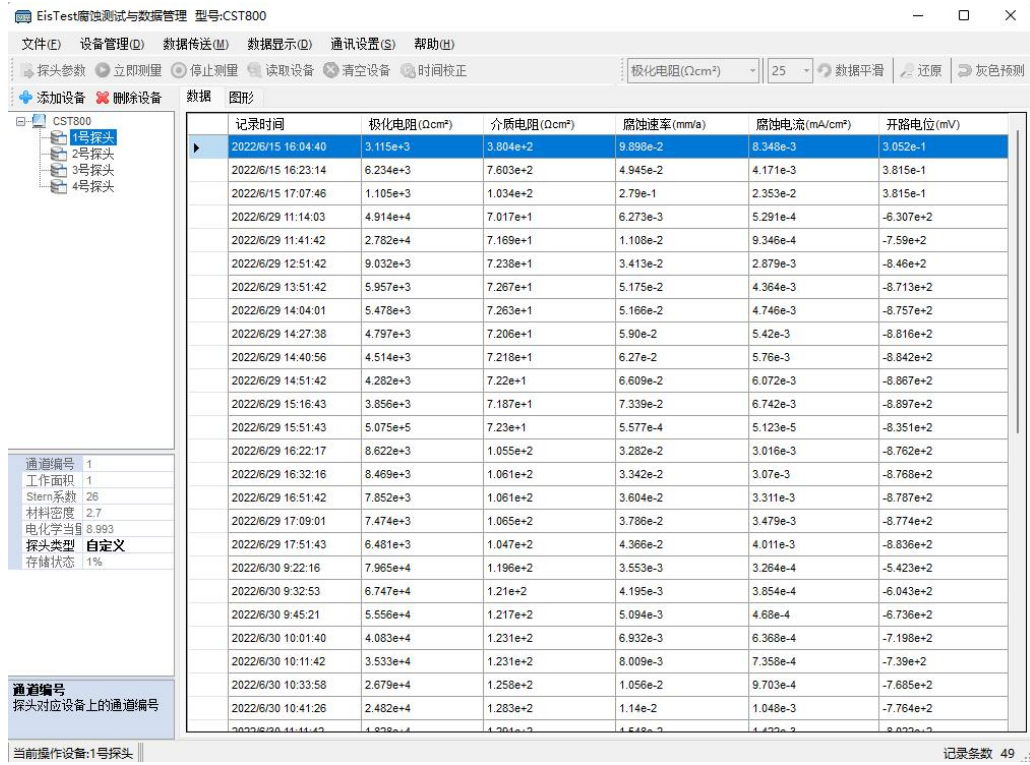 EisTest腐蚀测试与数据管理 型号:CST800
文件(F) 设备管理(D) 数据传送(M) 数据显示(D) 通讯设置(S) 帮助(H)
探头参数 立即测量 停止测量 读取设备 清空设备 时间校正 极化电阻(Ωcm²) 25 数据平滑 还原 灰色预测
添加设备 删除设备 数据 图形
CST800
1号探头
2号探头
3号探头
4号探头
记录时间 极化电阻(Ωcm²) 介质电阻(Ωcm²) 腐蚀速率(mm/a) 腐蚀电流(mA/cm²) 开路电位(mV)
2022/6/15 16:04:40 3.115e+3 3.804e+2 9.898e-2 8.348e-3 3.052e-1
2022/6/15 16:23:14 6.234e+3 7.603e+2 4.945e-2 4.171e-3 3.815e-1
2022/6/15 17:07:46 1.105e+3 1.034e+2 2.79e-1 2.353e-2 3.815e-1
2022/6/29 11:14:03 4.914e+4 7.017e+1 6.273e-3 5.291e-4 -6.307e+2
2022/6/29 11:41:42 2.782e+4 7.169e+1 1.108e-2 9.346e-4 -7.59e+2
2022/6/29 12:51:42 9.032e+3 7.238e+1 3.413e-2 2.879e-3 -8.46e+2
2022/6/29 13:51:42 5.957e+3 7.267e+1 5.175e-2 4.364e-3 -8.713e+2
2022/6/29 14:04:01 5.478e+3 7.263e+1 5.166e-2 4.746e-3 -8.757e+2
2022/6/29 14:27:38 4.797e+3 7.206e+1 5.90e-2 5.42e-3 -8.816e+2
2022/6/29 14:40:56 4.514e+3 7.218e+1 6.27e-2 5.76e-3 -8.842e+2
2022/6/29 14:51:42 4.282e+3 7.22e+1 6.609e-2 6.072e-3 -8.867e+2
2022/6/29 15:16:43 3.856e+3 7.187e+1 7.339e-2 6.742e-3 -8.897e+2
2022/6/29 15:51:43 5.075e+5 7.23e+1 5.577e-4 5.123e-5 -8.351e+2
2022/6/29 16:22:17 8.622e+3 1.055e+2 3.282e-2 3.016e-3 -8.762e+2
2022/6/29 16:32:16 8.469e+3 1.061e+2 3.342e-2 3.07e-3 -8.768e+2
2022/6/29 16:51:42 7.852e+3 1.061e+2 3.604e-2 3.311e-3 -8.787e+2
2022/6/29 17:09:01 7.474e+3 1.065e+2 3.786e-2 3.479e-3 -8.774e+2
2022/6/29 17:51:43 6.481e+3 1.047e+2 4.366e-2 4.011e-3 -8.836e+2
2022/6/30 9:22:16 7.965e+4 1.196e+2 3.553e-3 3.264e-4 -5.423e+2
2022/6/30 9:32:53 6.747e+4 1.21e+2 4.195e-3 3.854e-4 -6.043e+2
2022/6/30 9:45:21 5.556e+4 1.217e+2 5.094e-3 4.68e-4 -6.736e+2
2022/6/30 10:01:40 4.083e+4 1.231e+2 6.932e-3 6.368e-4 -7.198e+2
2022/6/30 10:11:42 3.533e+4 1.231e+2 8.009e-3 7.358e-4 -7.39e+2
2022/6/30 10:33:58 2.679e+4 1.258e+2 1.056e-2 9.703e-4 -7.685e+2
2022/6/30 10:41:26 2.482e+4 1.283e+2 1.14e-2 1.048e-3 -7.764e+2
通道编号 1
工作面积 1
Stern系数 26
材料密度 2.7
电化学当 8.993
探头类型 自定义
存储状态 1%
通道编号
探头对应设备上的通道编号
当前操作设备:1号探头 记录条数 49